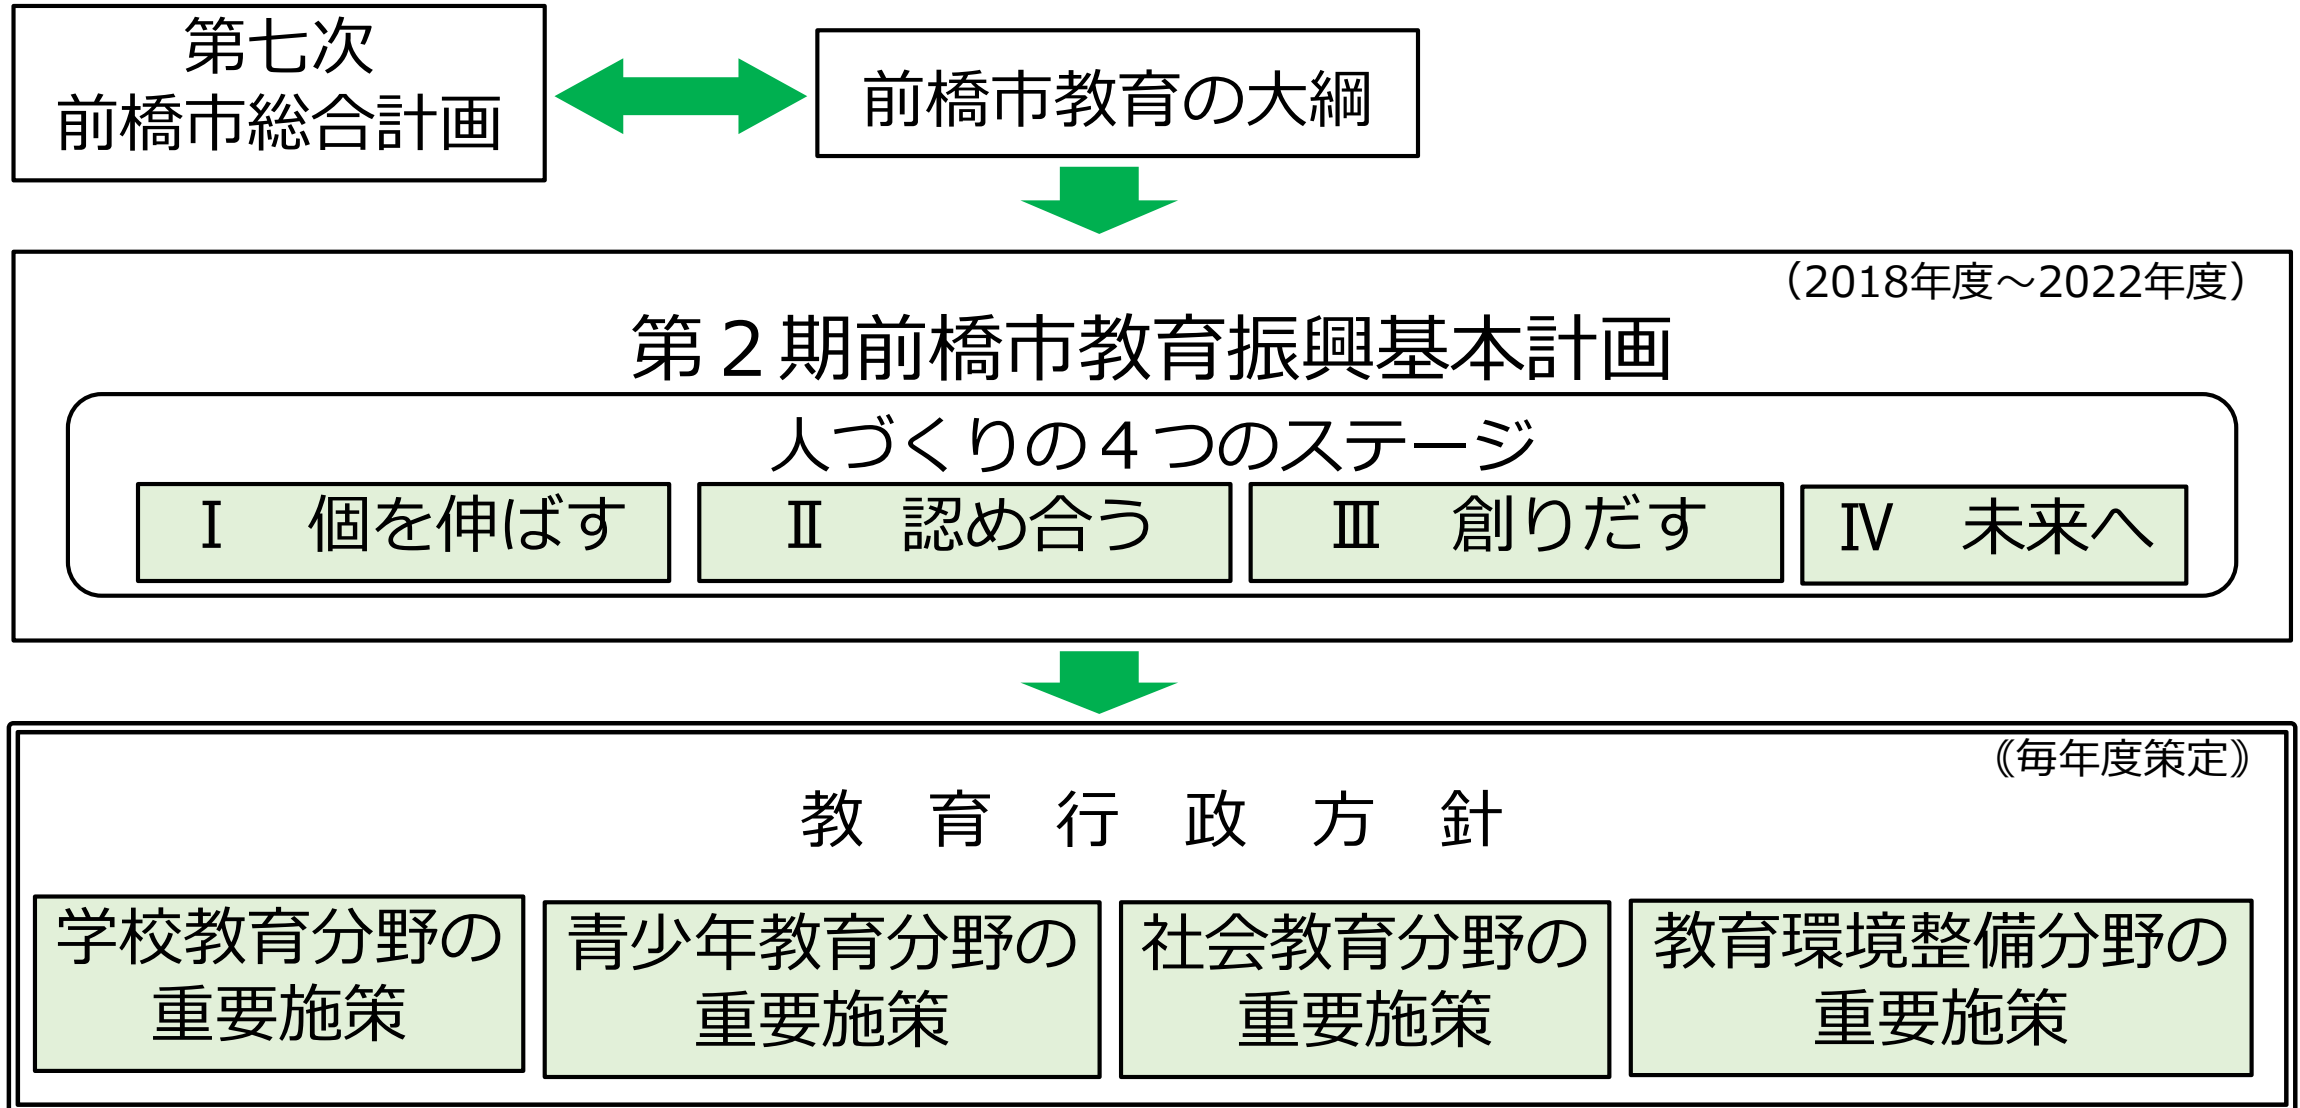 第七次
前橋市総合計画
前橋市教育の大綱
（2018年度～2022年度）
第２期前橋市教育振興基本計画
人づくりの４つのステージ
Ⅰ　個を伸ばす
Ⅱ　認め合う
Ⅲ　創りだす
Ⅳ　未来へ
⦅毎年度策定⦆
教　育　行　政　方　針
学校教育分野の
重要施策
青少年教育分野の
重要施策
社会教育分野の
重要施策
教育環境整備分野の
重要施策